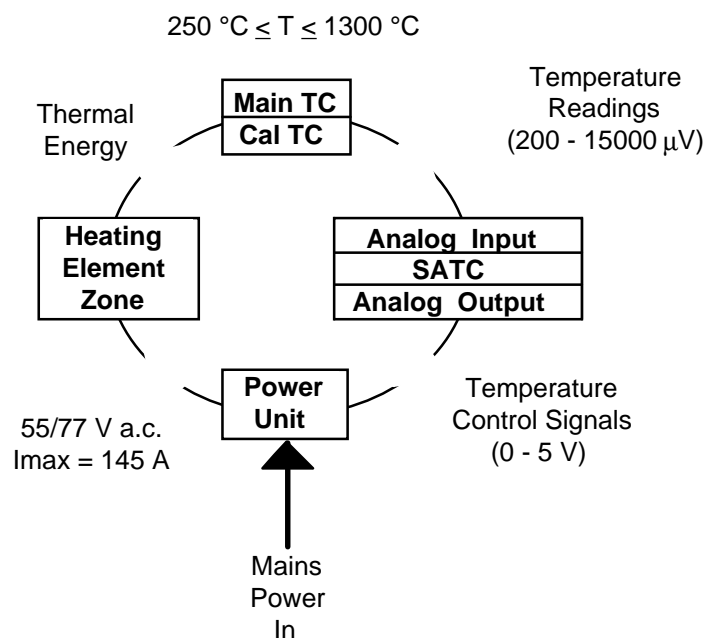 250 °C ≤ T ≤ 1300 °C
Thermal
Energy
Main TC
Cal TC
Temperature
Readings
(200 - 15000 μV)
Heating
Element
Zone
Analog Input
SATC
Analog Output
55/77 V a.c.
Imax = 145 A
Power
Unit
Temperature
Control Signals
(0 - 5 V)
Mains
Power
In